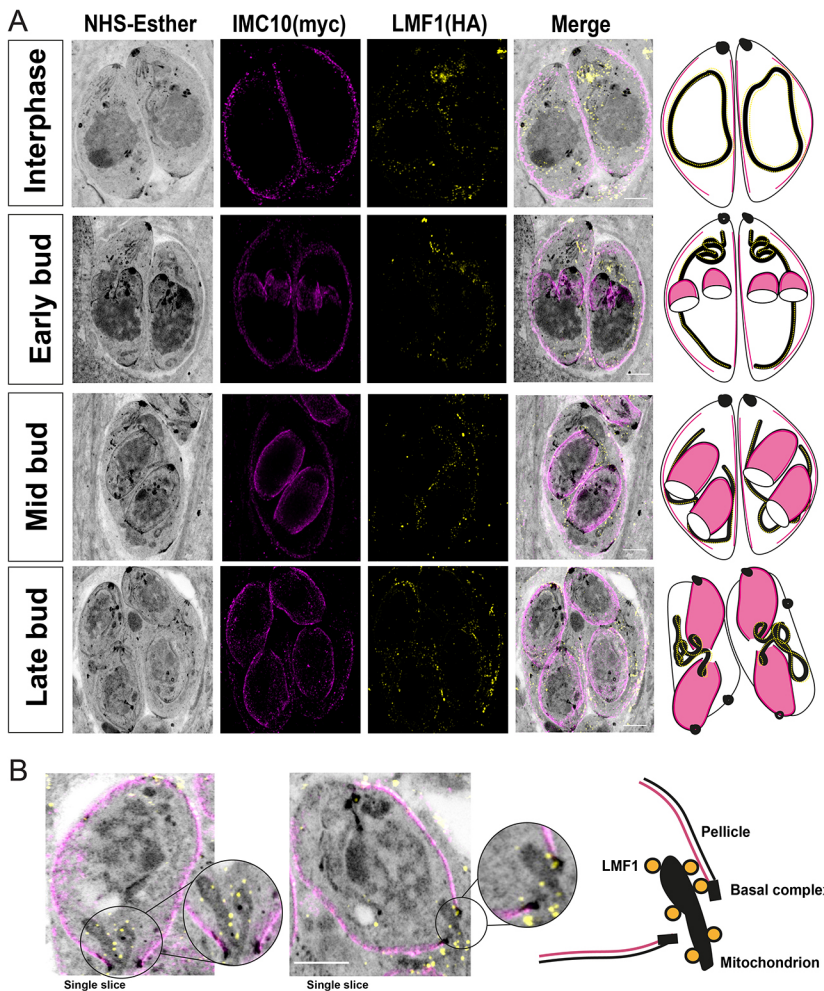 A
NHS-Esther
IMC10(myc)
LMF1(HA)
Merge
Interphase
Early bud
Mid bud
Late bud
B
Pellicle
LMF1
Basal complex
Mitochondrion
Single slice
Single slice